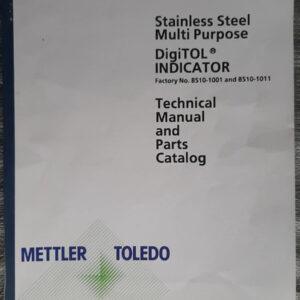 Stainless Steel
Multi Purpose
DigiTOL®
INDICATOR
Factory No. 8510-1001 and 8510-1011
Technical
Manual
and
Parts
Catalog
METTLER TOLEDO